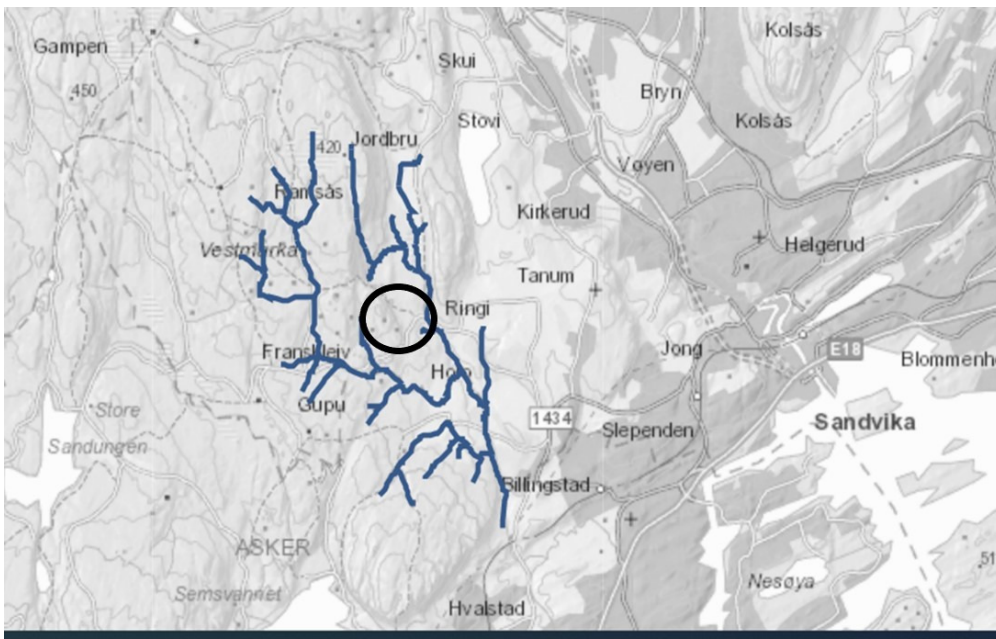 Gampen
450
Skui
Kolsås
Bryn
Stovi
Kolsås
420
Jordbru
Vøyen
Ramsås
Kirkerud
Vestmarka
Helgerud
Tanum
Ringi
Jong
E18
Blommenh
Franskleiv
Store
Sandungen
Gupu
1434
Slependen
Sandvika
Billingstad
ASKER
Semsvannet
Nesøya
51
Hvalstad